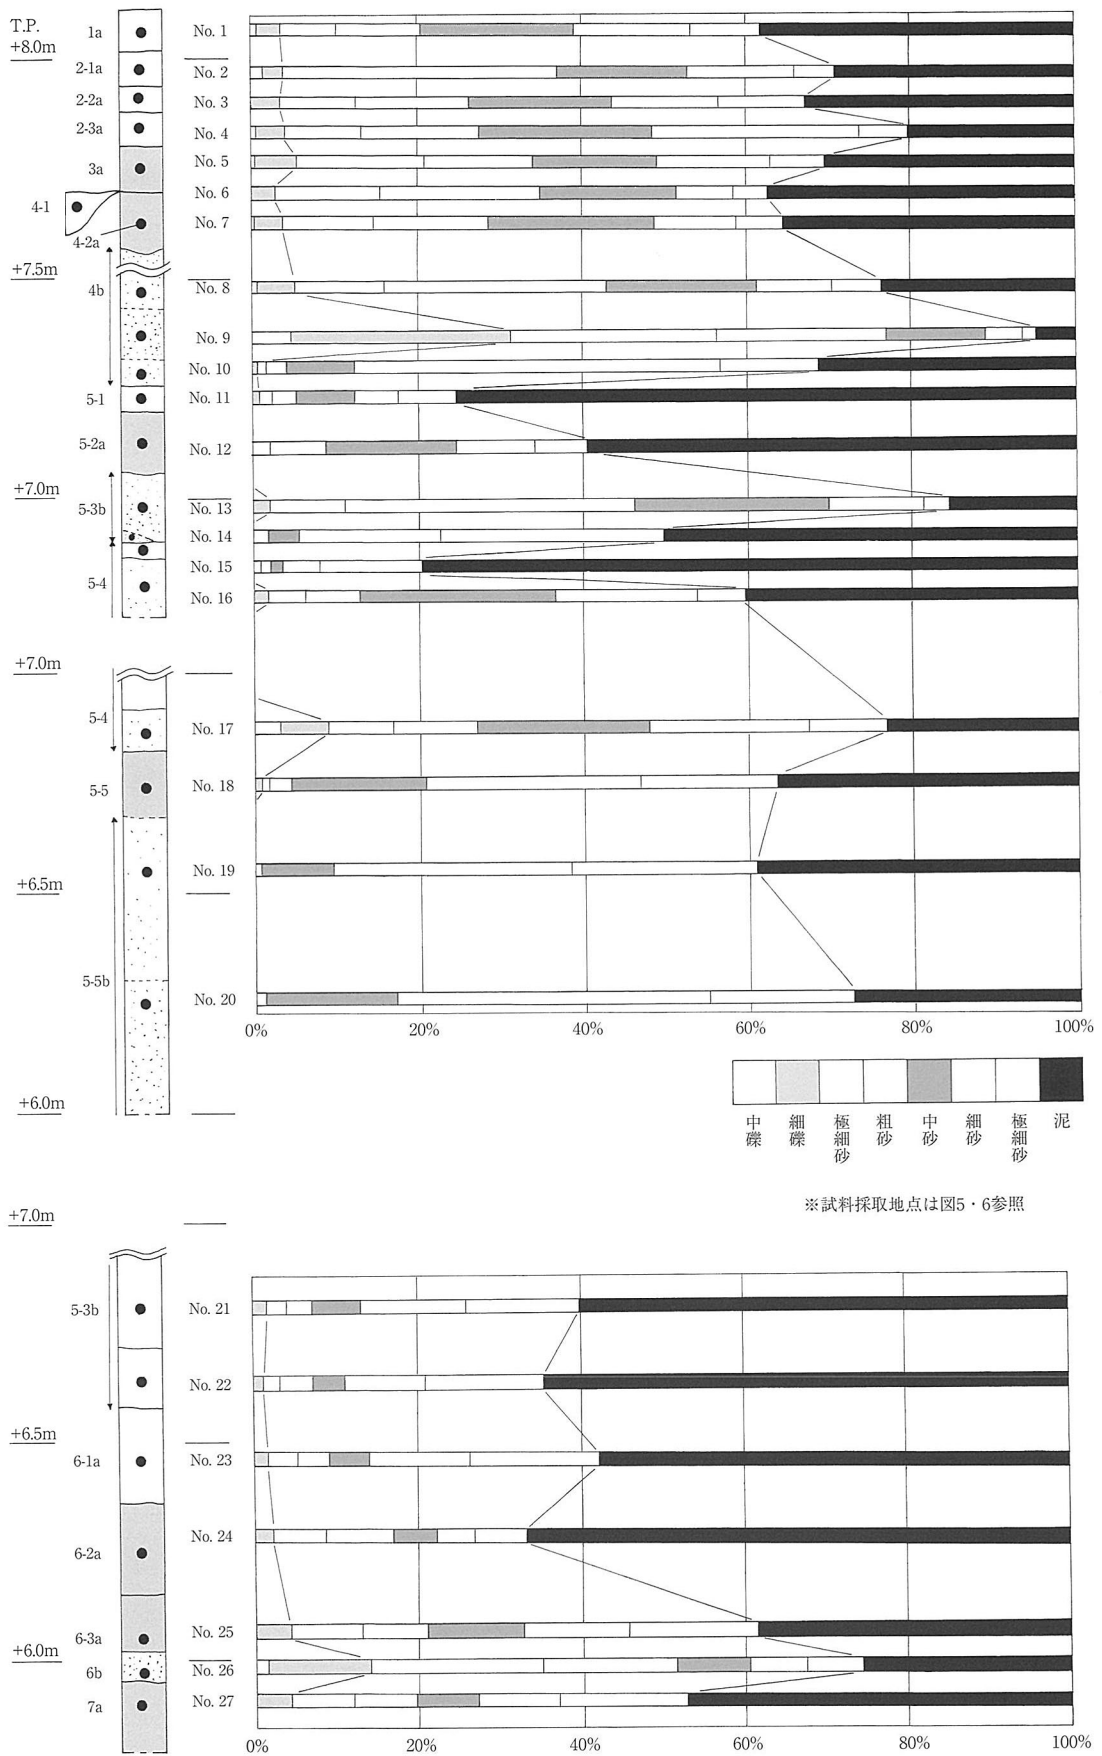 T.P.
+8.0m
1a
No. 1
2-1a
No. 2
2-2a
No. 3
2-3a
No. 4
3a
No. 5
4-1
No. 6
4-2a
No. 7
+7.5m
4b
No. 8
No. 9
No. 10
5-1
No. 11
5-2a
No. 12
+7.0m
5-3b
No. 13
No. 14
No. 15
5-4
No. 16
+7.0m
5-4
No. 17
5-5
No. 18
No. 19
+6.5m
5-5b
No. 20
0%
20%
40%
60%
80%
100%
+6.0m
中礫
細礫
極細砂
粗砂
中砂
細砂
極細砂
泥
※試料採取地点は図5・6参照
+7.0m
5-3b
No. 21
No. 22
+6.5m
6-1a
No. 23
No. 24
6-2a
No. 25
6-3a
+6.0m
No. 26
6b
No. 27
7a
0%
20%
40%
60%
80%
100%